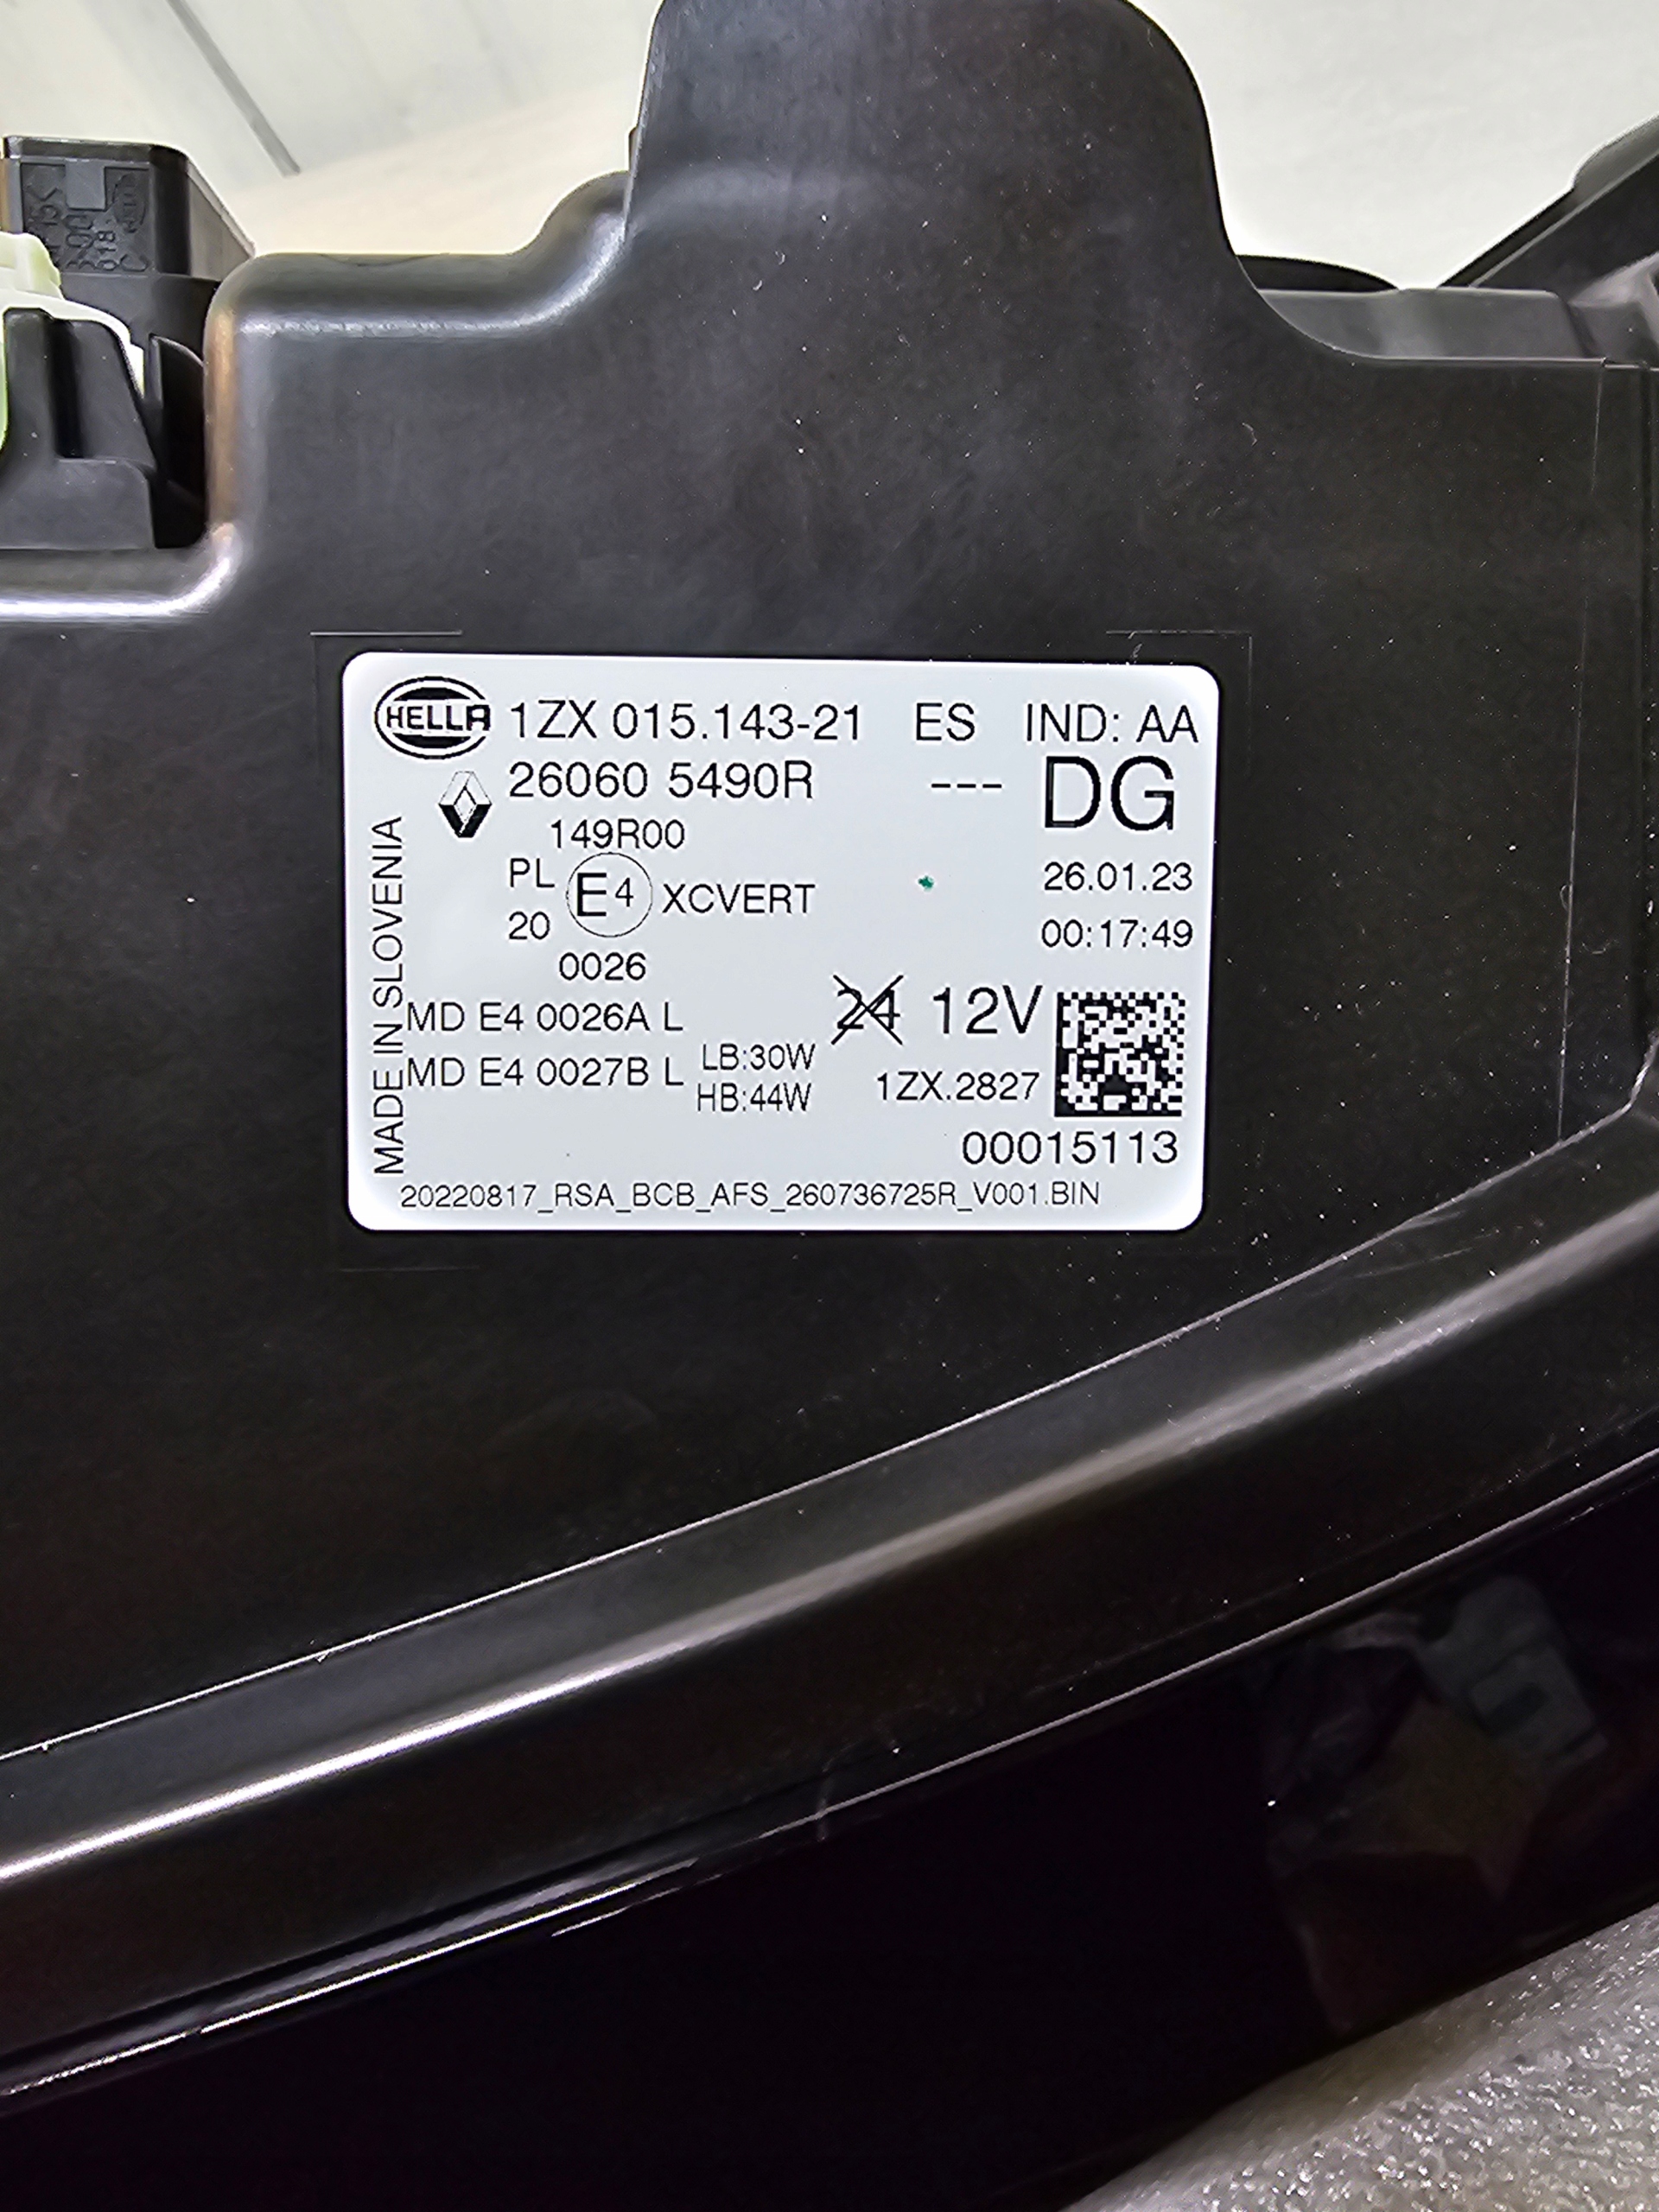 HELLA 1ZX 015.143-21 ES IND: AA
26060 5490R --- DG
149R00
PL E4 XCVERT 26.01.23
20 00:17:49
0026
MD E4 0026A L 24 12V
MD E4 0027B L LB:30W 1ZX.2827
HB:44W
00015113
20220817_RSA_BCB_AFS_260736725R_V001.BIN
MADE IN SLOVENIA